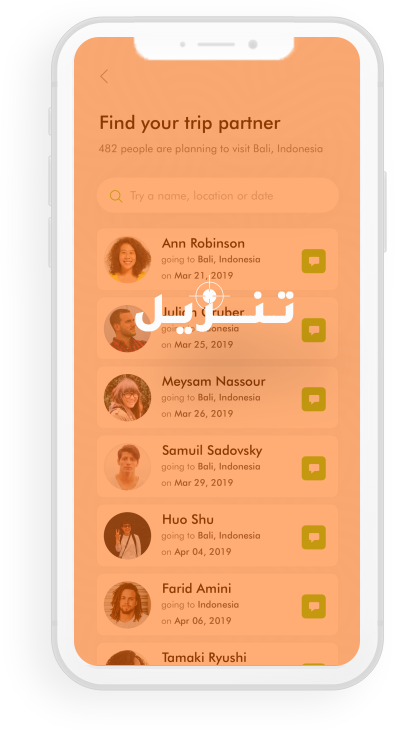 Find your trip partner
482 people are planning to visit Bali, Indonesia
Try a name, location or date
Ann Robinson
going to Bali, Indonesia
on Mar 21, 2019
تنزيل
Julian Gruber
going to Bali, Indonesia
on Mar 25, 2019
Meysam Nassour
going to Bali, Indonesia
on Mar 26, 2019
Samuil Sadovsky
going to Bali, Indonesia
on Mar 29, 2019
Huo Shu
going to Bali, Indonesia
on Apr 04, 2019
Farid Amini
going to Indonesia
on Apr 06, 2019
Tamaki Ryushi